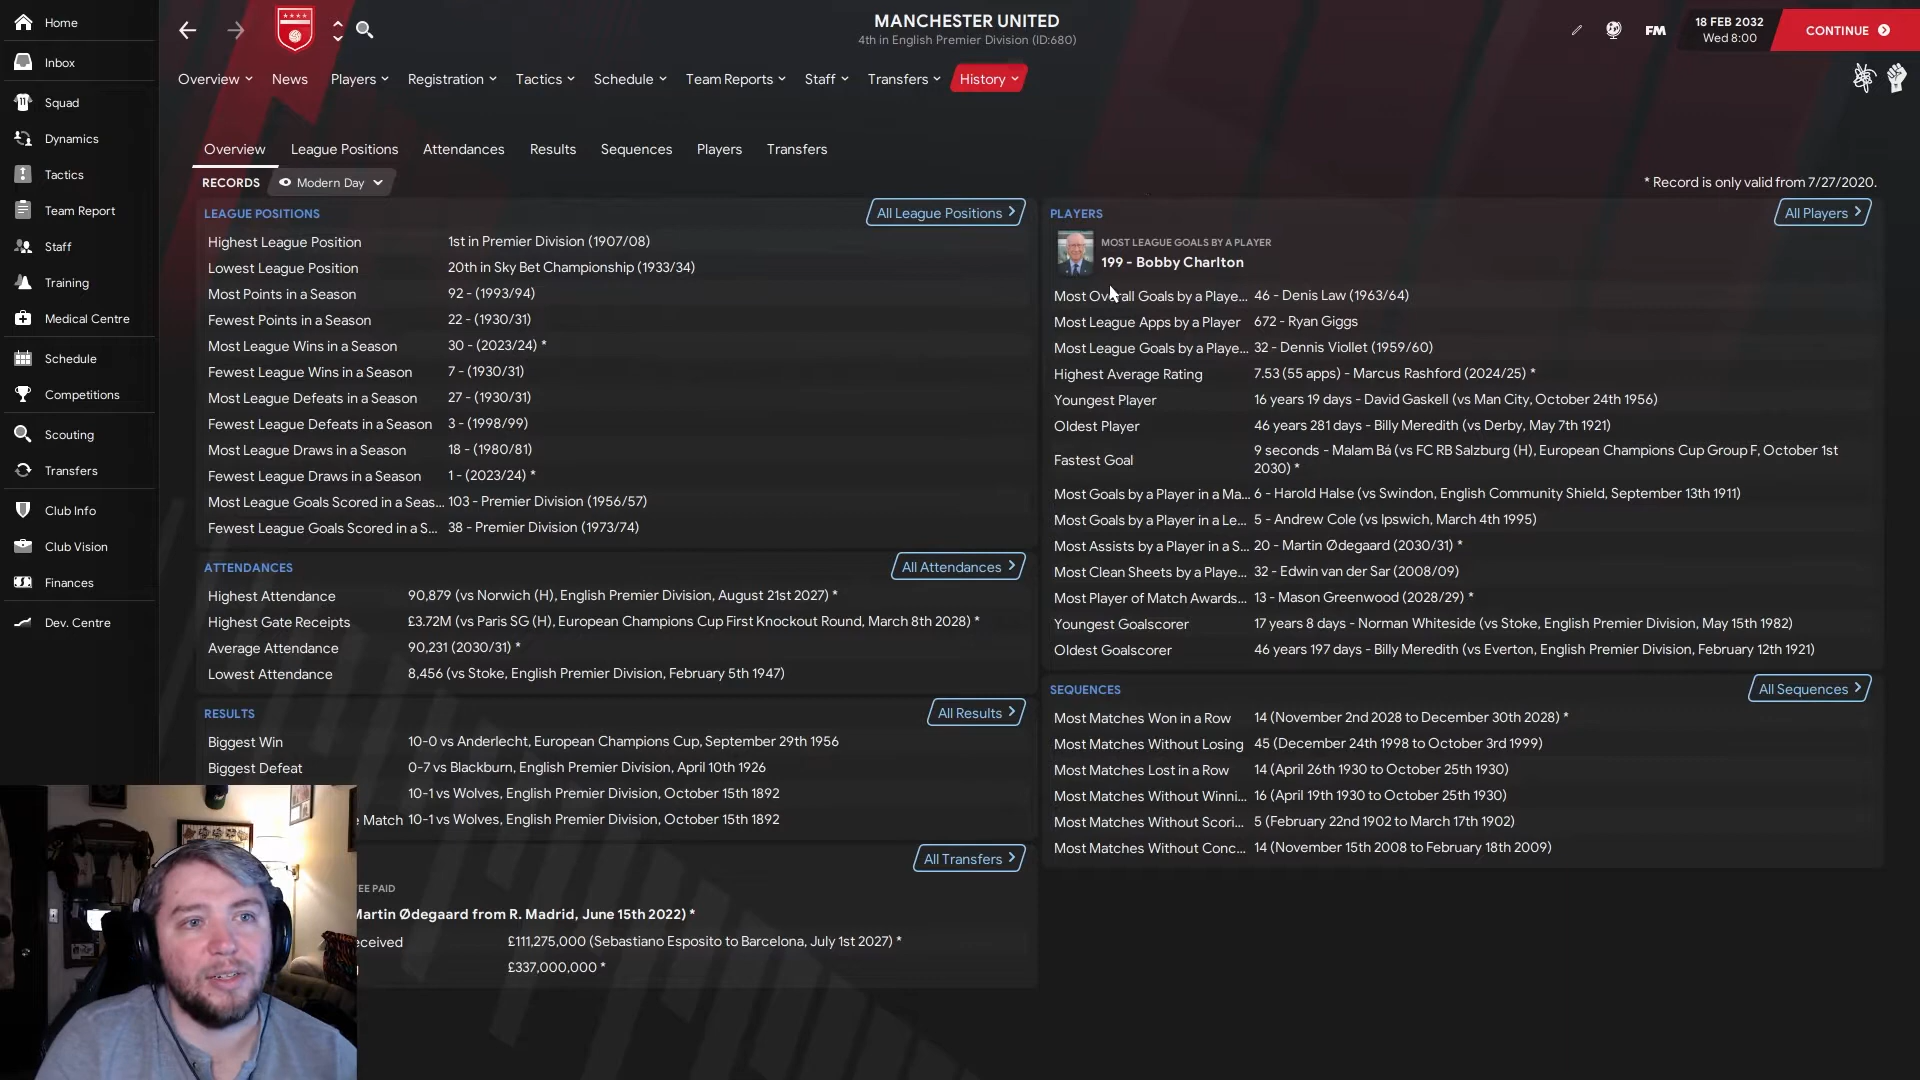 Home
Inbox
Squad
Dynamics
Tactics
Team Report
Staff
Training
Medical Centre
Schedule
Competitions
Scouting
Transfers
Club Info
Club Vision
Finances
Dev. Centre
MANCHESTER UNITED
4th in English Premier Division (ID:680)
FM
18 FEB 2032
Wed 8:00
CONTINUE
Overview News Players Registration Tactics Schedule Team Reports Staff Transfers History
Overview League Positions Attendances Results Sequences Players Transfers
RECORDS Modern Day
* Record is only valid from 7/27/2020.
LEAGUE POSITIONS All League Positions
Highest League Position 1st in Premier Division (1907/08)
Lowest League Position 20th in Sky Bet Championship (1933/34)
Most Points in a Season 92 - (1993/94)
Fewest Points in a Season 22 - (1930/31)
Most League Wins in a Season 30 - (2023/24) *
Fewest League Wins in a Season 7 - (1930/31)
Most League Defeats in a Season 27 - (1930/31)
Fewest League Defeats in a Season 3 - (1998/99)
Most League Draws in a Season 18 - (1980/81)
Fewest League Draws in a Season 1 - (2023/24) *
Most League Goals Scored in a Seas... 103 - Premier Division (1956/57)
Fewest League Goals Scored in a S... 38 - Premier Division (1973/74)
ATTENDANCES All Attendances
Highest Attendance 90,879 (vs Norwich (H), English Premier Division, August 21st 2027) *
Highest Gate Receipts £3.72M (vs Paris SG (H), European Champions Cup First Knockout Round, March 8th 2028) *
Average Attendance 90,231 (2030/31) *
Lowest Attendance 8,456 (vs Stoke, English Premier Division, February 5th 1947)
RESULTS All Results
Biggest Win 10-0 vs Anderlecht, European Champions Cup, September 29th 1956
Biggest Defeat 0-7 vs Blackburn, English Premier Division, April 10th 1926
10-1 vs Wolves, English Premier Division, October 15th 1892
Match 10-1 vs Wolves, English Premier Division, October 15th 1892
All Transfers
EE PAID
Martin Ødegaard from R. Madrid, June 15th 2022) *
eceived £111,275,000 (Sebastiano Esposito to Barcelona, July 1st 2027) *
£337,000,000 *
PLAYERS All Players
MOST LEAGUE GOALS BY A PLAYER
199 - Bobby Charlton
Most Overall Goals by a Playe... 46 - Denis Law (1963/64)
Most League Apps by a Player 672 - Ryan Giggs
Most League Goals by a Playe... 32 - Dennis Viollet (1959/60)
Highest Average Rating 7.53 (55 apps) - Marcus Rashford (2024/25) *
Youngest Player 16 years 19 days - David Gaskell (vs Man City, October 24th 1956)
Oldest Player 46 years 281 days - Billy Meredith (vs Derby, May 7th 1921)
Fastest Goal 9 seconds - Malam Bá (vs FC RB Salzburg (H), European Champions Cup Group F, October 1st
2030) *
Most Goals by a Player in a Ma... 6 - Harold Halse (vs Swindon, English Community Shield, September 13th 1911)
Most Goals by a Player in a Le... 5 - Andrew Cole (vs Ipswich, March 4th 1995)
Most Assists by a Player in a S... 20 - Martin Ødegaard (2030/31) *
Most Clean Sheets by a Playe... 32 - Edwin van der Sar (2008/09)
Most Player of Match Awards... 13 - Mason Greenwood (2028/29) *
Youngest Goalscorer 17 years 8 days - Norman Whiteside (vs Stoke, English Premier Division, May 15th 1982)
Oldest Goalscorer 46 years 197 days - Billy Meredith (vs Everton, English Premier Division, February 12th 1921)
SEQUENCES All Sequences
Most Matches Won in a Row 14 (November 2nd 2028 to December 30th 2028) *
Most Matches Without Losing 45 (December 24th 1998 to October 3rd 1999)
Most Matches Lost in a Row 14 (April 26th 1930 to October 25th 1930)
Most Matches Without Winni... 16 (April 19th 1930 to October 25th 1930)
Most Matches Without Scori... 5 (February 22nd 1902 to March 17th 1902)
Most Matches Without Conc... 14 (November 15th 2008 to February 18th 2009)